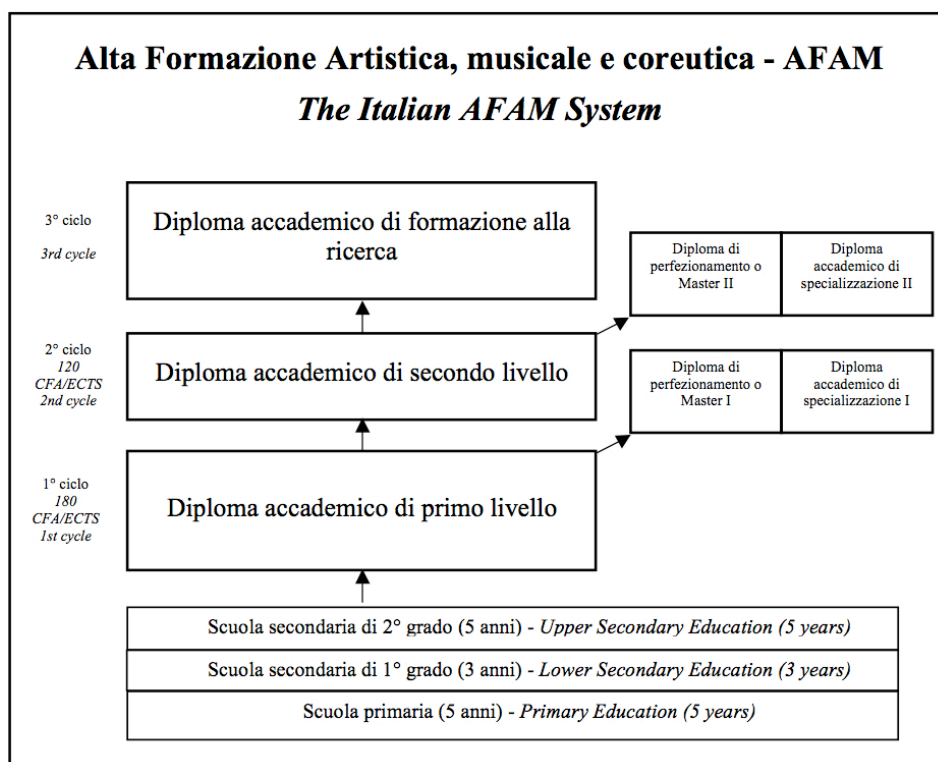 Alta Formazione Artistica, musicale e coreutica - AFAM
The Italian AFAM System
3° ciclo
3rd cycle
Diploma accademico di formazione alla
ricerca
Diploma di
perfezionamento o
Master II
Diploma
accademico di
specializzazione II
2° ciclo
120
CFA/ECTS
2nd cycle
Diploma accademico di secondo livello
Diploma di
perfezionamento o
Master I
Diploma
accademico di
specializzazione I
1° ciclo
180
CFA/ECTS
1st cycle
Diploma accademico di primo livello
Scuola secondaria di 2° grado (5 anni) - Upper Secondary Education (5 years)
Scuola secondaria di 1° grado (3 anni) - Lower Secondary Education (3 years)
Scuola primaria (5 anni) - Primary Education (5 years)